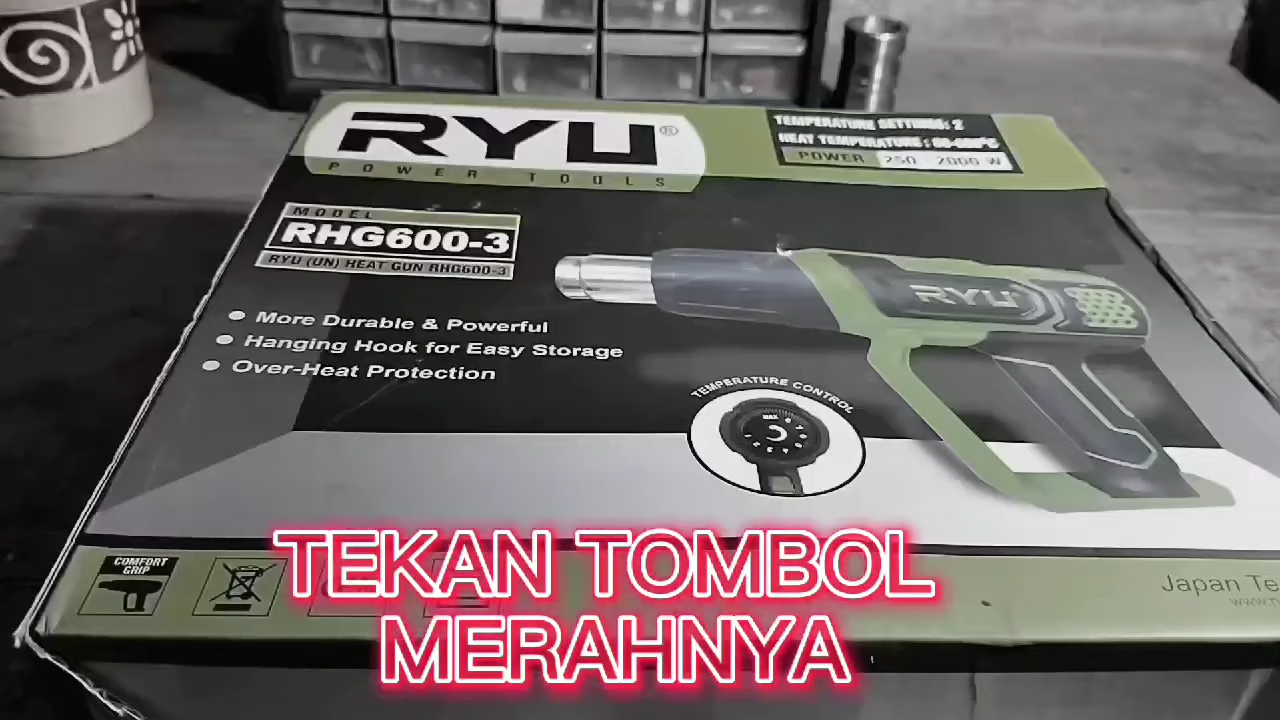 RYU®
POWER TOOLS
TEMPERATURE SETTINGS: 2
HEAT TEMPERATURE :
POWER 250 - 2000 W
MODEL
RHG600-3
RYU (UN) HEAT GUN RHG600-3
More Durable & Powerful
Hanging Hook for Easy Storage
Over-Heat Protection
RYU
TEMPERATURE CONTROL
MAX
COMFORT
GRIP
TEKAN TOMBOL
MERAHNYA
Japan Te